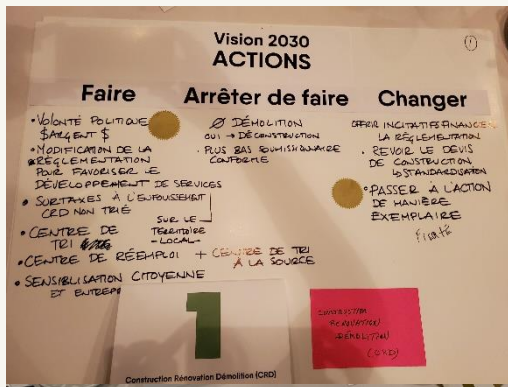 Vision 2030
ACTIONS
1
Faire
• VOLONTÉ POLITIQUE
$ARGENT $
• MODIFICATION DE LA
RÉGLEMENTATION
POUR FAVORISER LE
DÉVELOPPEMENT DE SERVICES
• SURTAXES À L'ENFOUISSEMENT
CRD NON TRIÉ
SUR LE
TERRITOIRE
-LOCAL-
• CENTRE DE
TRI
• CENTRE DE RÉEMPLOI + CENTRE DE TRI
À LA SOURCE
• SENSIBLISATION CITOYENNE
ET ENTREP
Arrêter de faire
Ø DÉMOLITION
OUI → DÉCONSTRUCTION
• PLUS BAS SOUMISSIONNAIRE
CONFORME
Changer
OFFRIR INCITATIFS FINANCIERS
LA RÉGLEMENTATION
• REVOIR LE DEVIS
DE CONSTRUCTION
↳ STANDARDISATION
• PASSER À L'ACTION
DE MANIÈRE
EXEMPLAIRE
1
Construction Rénovation Démolition (CRD)
CONSTRUCTION
RÉNOVATION
DÉMOLITION
(CRD)